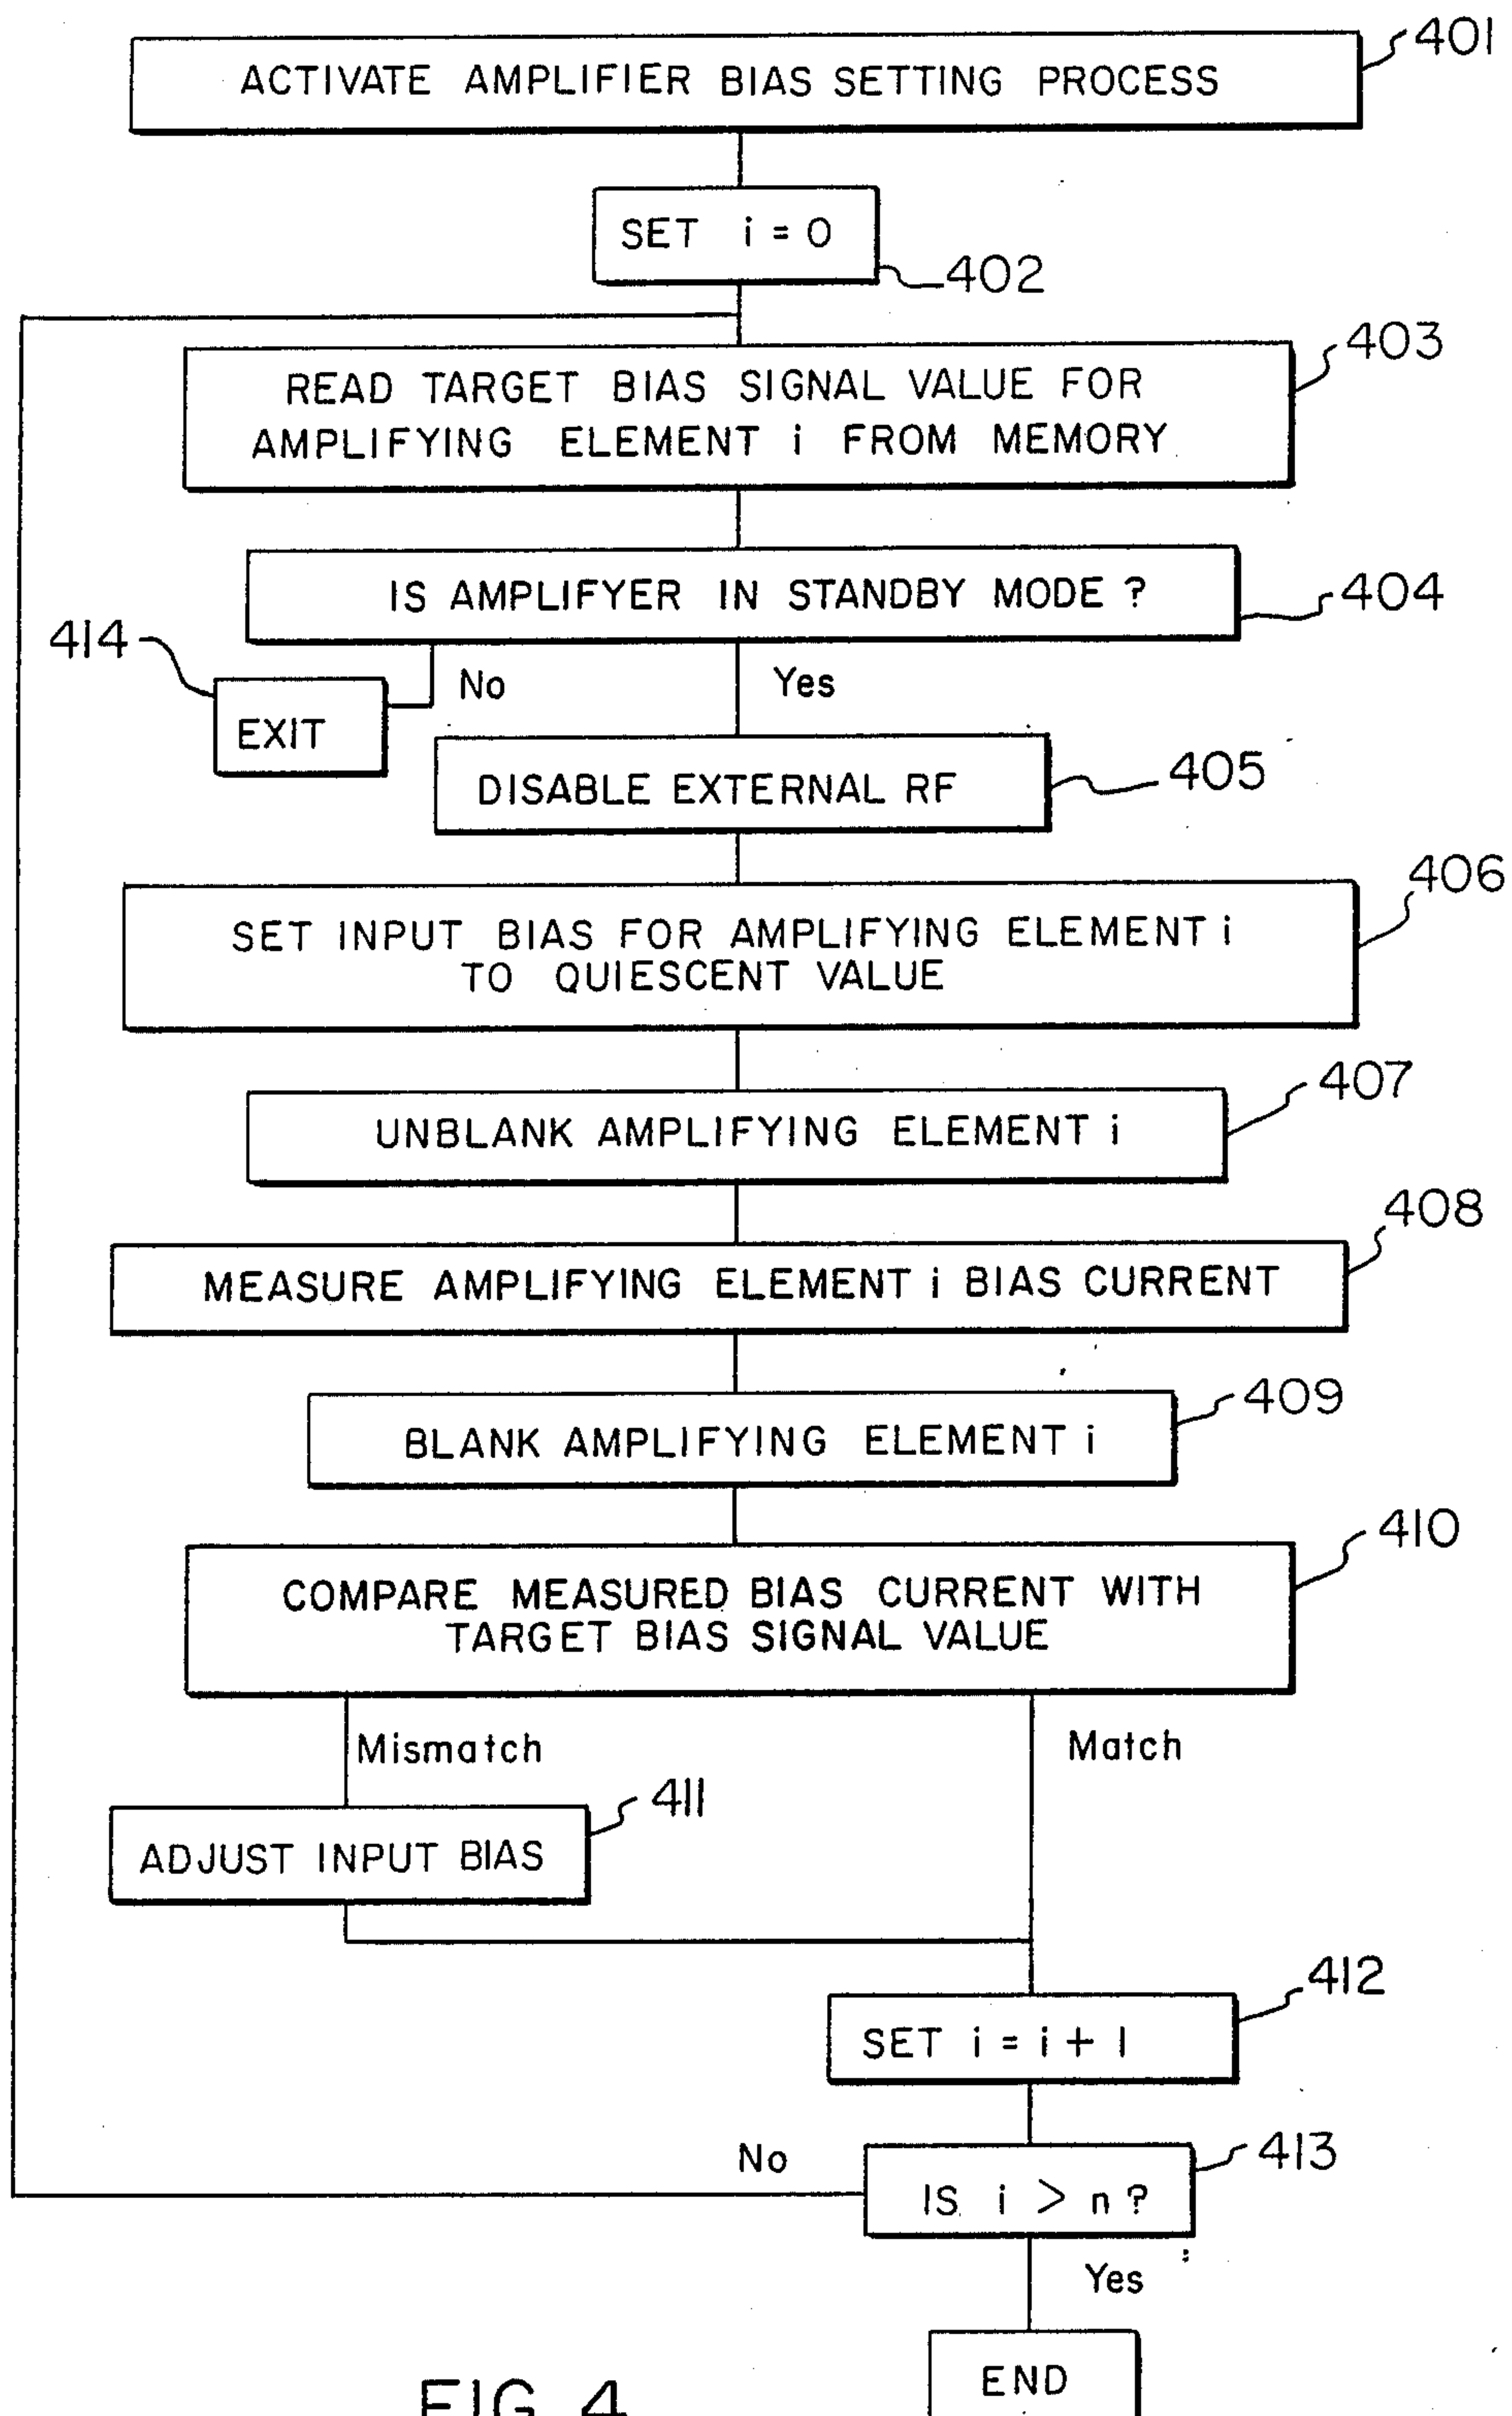 401
ACTIVATE AMPLIFIER BIAS SETTING PROCESS
SET i = 0
402
403
READ TARGET BIAS SIGNAL VALUE FOR
AMPLIFYING ELEMENT i FROM MEMORY
IS AMPLIFYER IN STANDBY MODE ?
404
414
No
Yes
EXIT
DISABLE EXTERNAL RF
405
406
SET INPUT BIAS FOR AMPLIFYING ELEMENT i
TO QUIESCENT VALUE
407
UNBLANK AMPLIFYING ELEMENT i
408
MEASURE AMPLIFYING ELEMENT i BIAS CURRENT
409
BLANK AMPLIFYING ELEMENT i
410
COMPARE MEASURED BIAS CURRENT WITH
TARGET BIAS SIGNAL VALUE
Mismatch
Match
411
ADJUST INPUT BIAS
412
SET i = i + 1
413
No
IS i > n ?
Yes
END
FIG 4